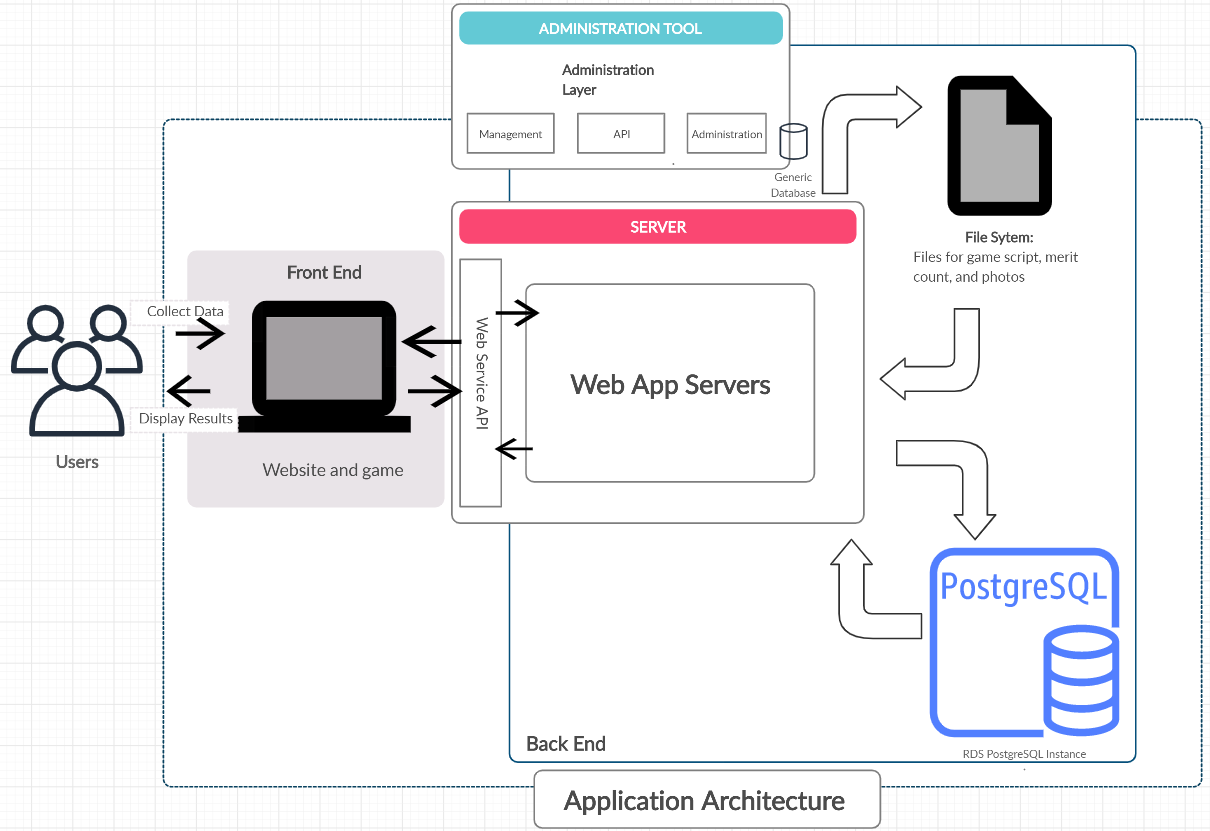 ADMINISTRATION TOOL
Administration
Layer
Management
API
Administration
Generic
Database
SERVER
File Sytem:
Files for game script, merit
count, and photos
Front End
Collect Data
Web Service API
Web App Servers
Display Results
Users
Website and game
PostgreSQL
Back End
RDS PostgreSQL Instance
Application Architecture